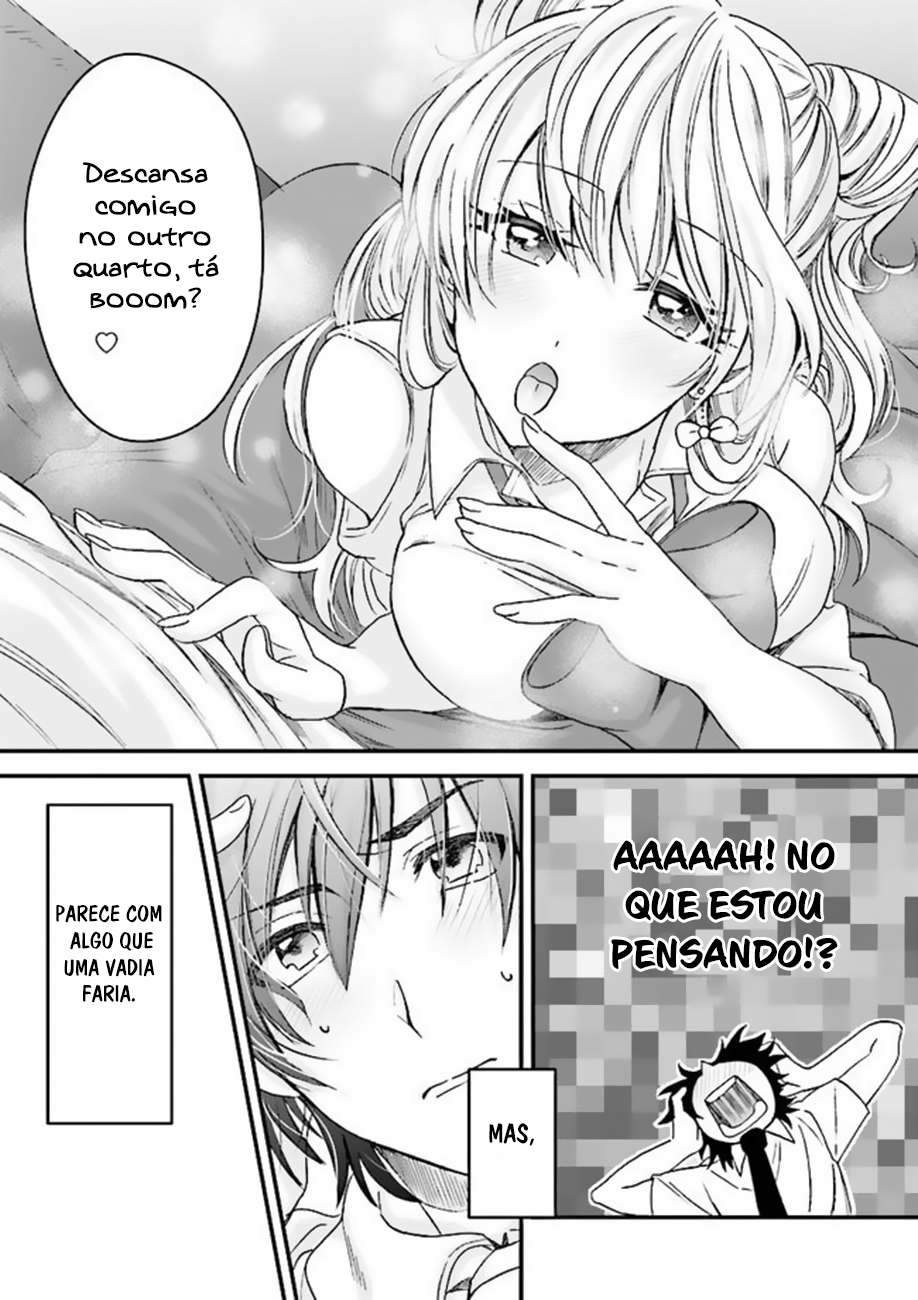 Descansa
comigo
no outro
quarto, tá
booom?
♡
AAAAAH! NO
QUE ESTOU
PENSANDO!?
MAS,
PARECE COM
ALGO QUE
UMA VADIA
FARIA.